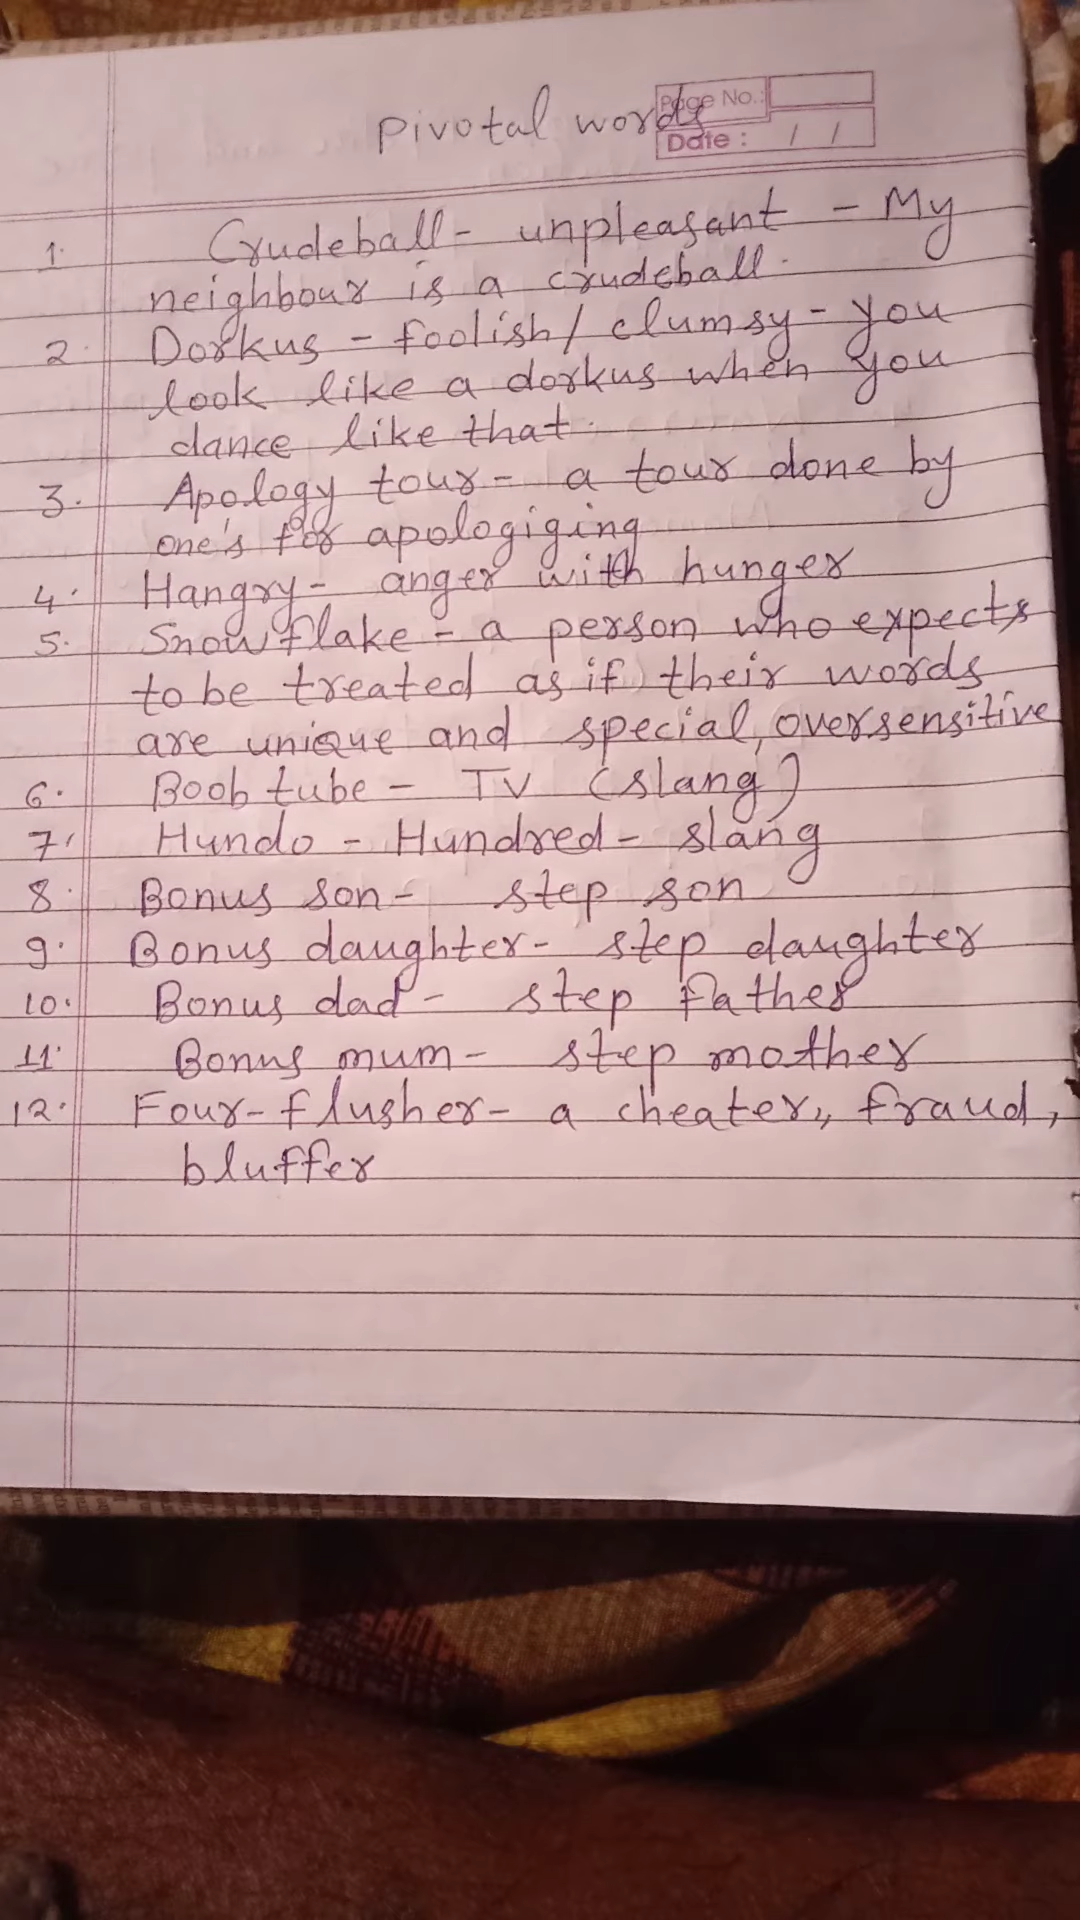 Pivotal words
Page No.:
Date : / /
1. Crudeball - unpleasant - My
neighbour is a crudeball.
2. Dorkus - foolish / clumsy - you
look like a dorkus when you
dance like that.
3. Apology tour - a tour done by
one's for apologiging
4. Hangry - anger with hunger
5. Snowflake - a person who expects
to be treated as if their words
are unique and special, oversensitive
6. Boob tube - TV (slang)
7. Hundo - Hundred - slang
8. Bonus son - step son
9. Bonus daughter - step daughter
10. Bonus dad - step father
11. Bonus mum - step mother
12. Four-flusher - a cheater,, fraud,
bluffer